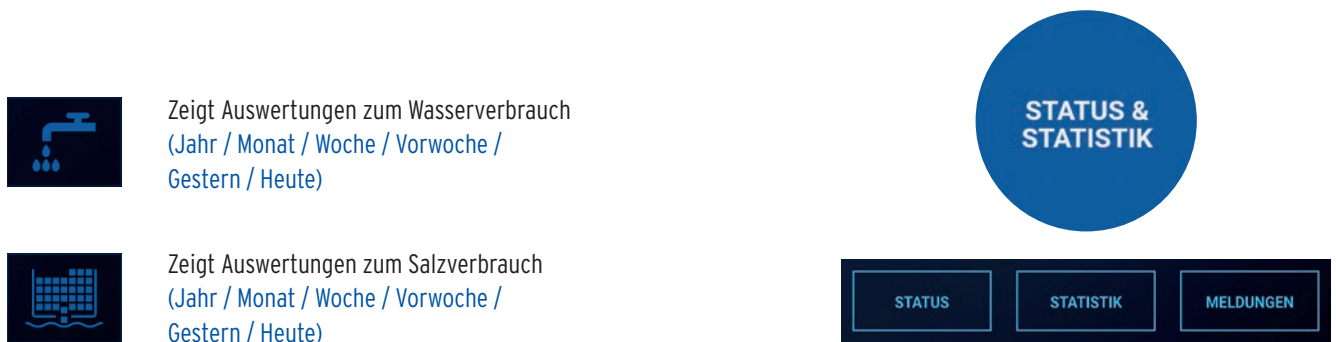 Zeigt Auswertungen zum Wasserverbrauch
(Jahr / Monat / Woche / Vorwoche /
Gestern / Heute)
Zeigt Auswertungen zum Salzverbrauch
(Jahr / Monat / Woche / Vorwoche /
Gestern / Heute)
STATUS &
STATISTIK
STATUS
STATISTIK
MELDUNGEN